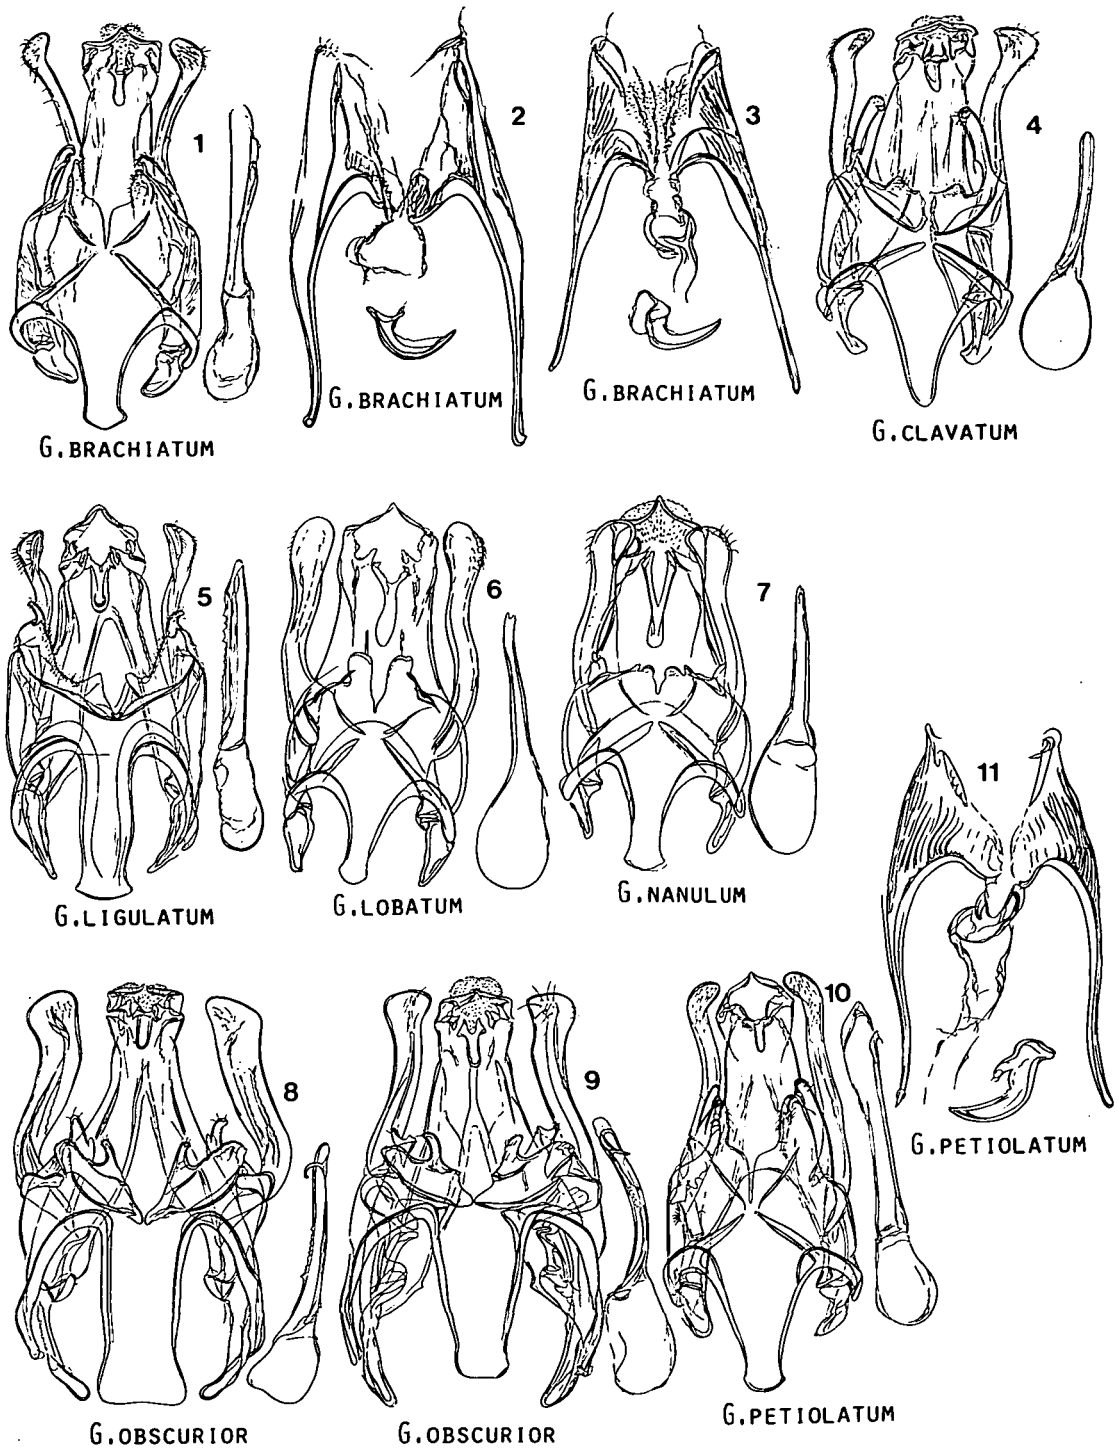 1
2
3
4
G.BRACHIATUM
G.BRACHIATUM
G.BRACHIATUM
G.CLAVATUM
5
6
7
11
G.LIGULATUM
G.LOBATUM
G.NANULUM
G.PETIOLATUM
8
9
10
G.OBSCURIOR
G.OBSCURIOR
G.PETIOLATUM